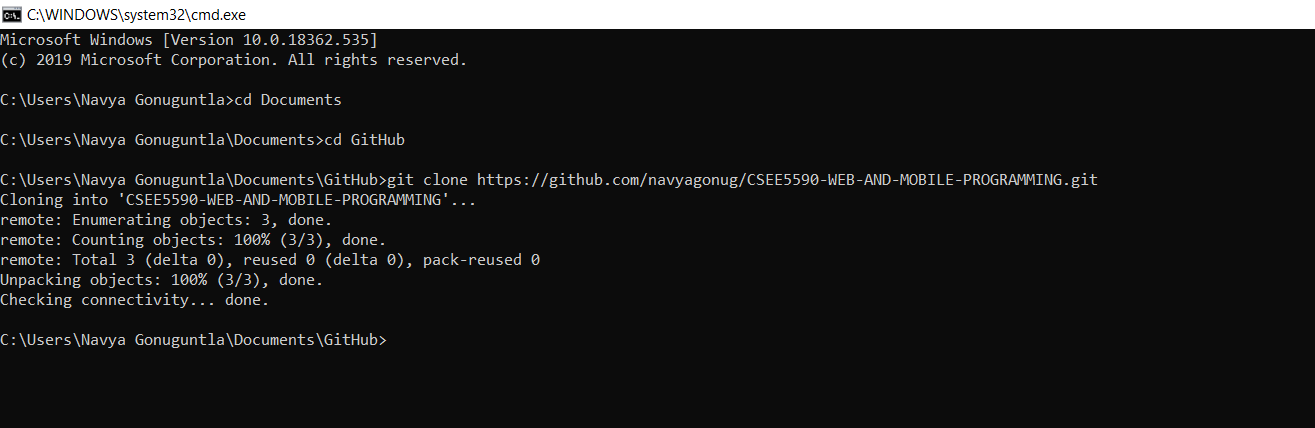 C:\WINDOWS\system32\cmd.exe
Microsoft Windows [Version 10.0.18362.535]
(c) 2019 Microsoft Corporation. All rights reserved.
C:\Users\Navya Gonuguntla>cd Documents
C:\Users\Navya Gonuguntla\Documents>cd GitHub
C:\Users\Navya Gonuguntla\Documents\GitHub>git clone https://github.com/navyagonug/CSEE5590-WEB-AND-MOBILE-PROGRAMMING.git
Cloning into 'CSEE5590-WEB-AND-MOBILE-PROGRAMMING'...
remote: Enumerating objects: 3, done.
remote: Counting objects: 100% (3/3), done.
remote: Total 3 (delta 0), reused 0 (delta 0), pack-reused 0
Unpacking objects: 100% (3/3), done.
Checking connectivity... done.
C:\Users\Navya Gonuguntla\Documents\GitHub>